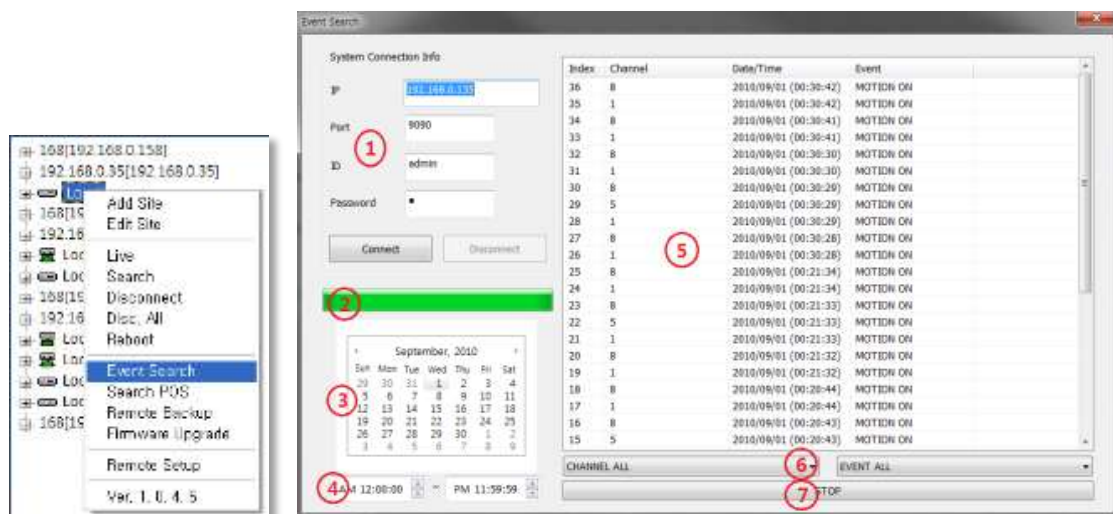 168[192.168.0.158]
192.168.0.35[192.168.0.35]
168[19
192.16
Loc
Loc
168[19
192.16
Loc
Loc
Loc
Loc
168[19
Add Site
Edit Site
Live
Search
Disconnect
Disc. All
Reboot
Event Search
Search POS
Remote Backup
Firmware Upgrade
Remote Setup
Ver. 1. 0. 4. 5
Event Search
System Connection Info
IP 192.168.0.135
Port 9090
1
ID admin
Password
Connect Disconnect
2
September, 2010
Sun Mon Tue Wed Thu Fri Sat
29 30 31 1 2 3 4
5 6 7 8 9 10 11
12 13 14 15 16 17 18
19 20 21 22 23 24 25
26 27 28 29 30 1 2
3 4 5 6 7 8 9
3
4
AM 12:00:00 ~ PM 11:59:59
Index Channel Date/Time Event
36 8 2010/09/01 (00:30:42) MOTION ON
35 1 2010/09/01 (00:30:42) MOTION ON
34 8 2010/09/01 (00:30:41) MOTION ON
33 1 2010/09/01 (00:30:41) MOTION ON
32 8 2010/09/01 (00:30:30) MOTION ON
31 1 2010/09/01 (00:30:30) MOTION ON
30 8 2010/09/01 (00:30:29) MOTION ON
29 5 2010/09/01 (00:30:29) MOTION ON
28 1 2010/09/01 (00:30:29) MOTION ON
27 8 2010/09/01 (00:30:28) MOTION ON
26 1 2010/09/01 (00:30:28) MOTION ON
25 8 2010/09/01 (00:21:34) MOTION ON
24 1 2010/09/01 (00:21:34) MOTION ON
23 8 2010/09/01 (00:21:33) MOTION ON
22 5 2010/09/01 (00:21:33) MOTION ON
21 1 2010/09/01 (00:21:33) MOTION ON
20 8 2010/09/01 (00:21:32) MOTION ON
19 1 2010/09/01 (00:21:32) MOTION ON
18 8 2010/09/01 (00:20:44) MOTION ON
17 1 2010/09/01 (00:20:44) MOTION ON
16 8 2010/09/01 (00:20:43) MOTION ON
15 5 2010/09/01 (00:20:43) MOTION ON
5
CHANNEL ALL
6
EVENT ALL
7
STOP